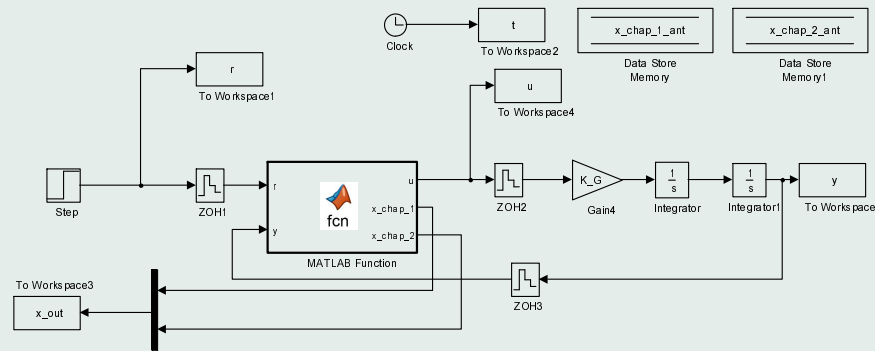 t
Clock
To Workspace2
x_chap_1_ant
Data Store
Memory
x_chap_2_ant
Data Store
Memory1
r
To Workspace1
u
To Workspace4
Step
ZOH1
r
y
fcn
u
x_chap_1
x_chap_2
MATLAB Function
ZOH2
K_G
Gain4
1
s
Integrator
1
s
Integrator1
y
To Workspace
ZOH3
To Workspace3
x_out